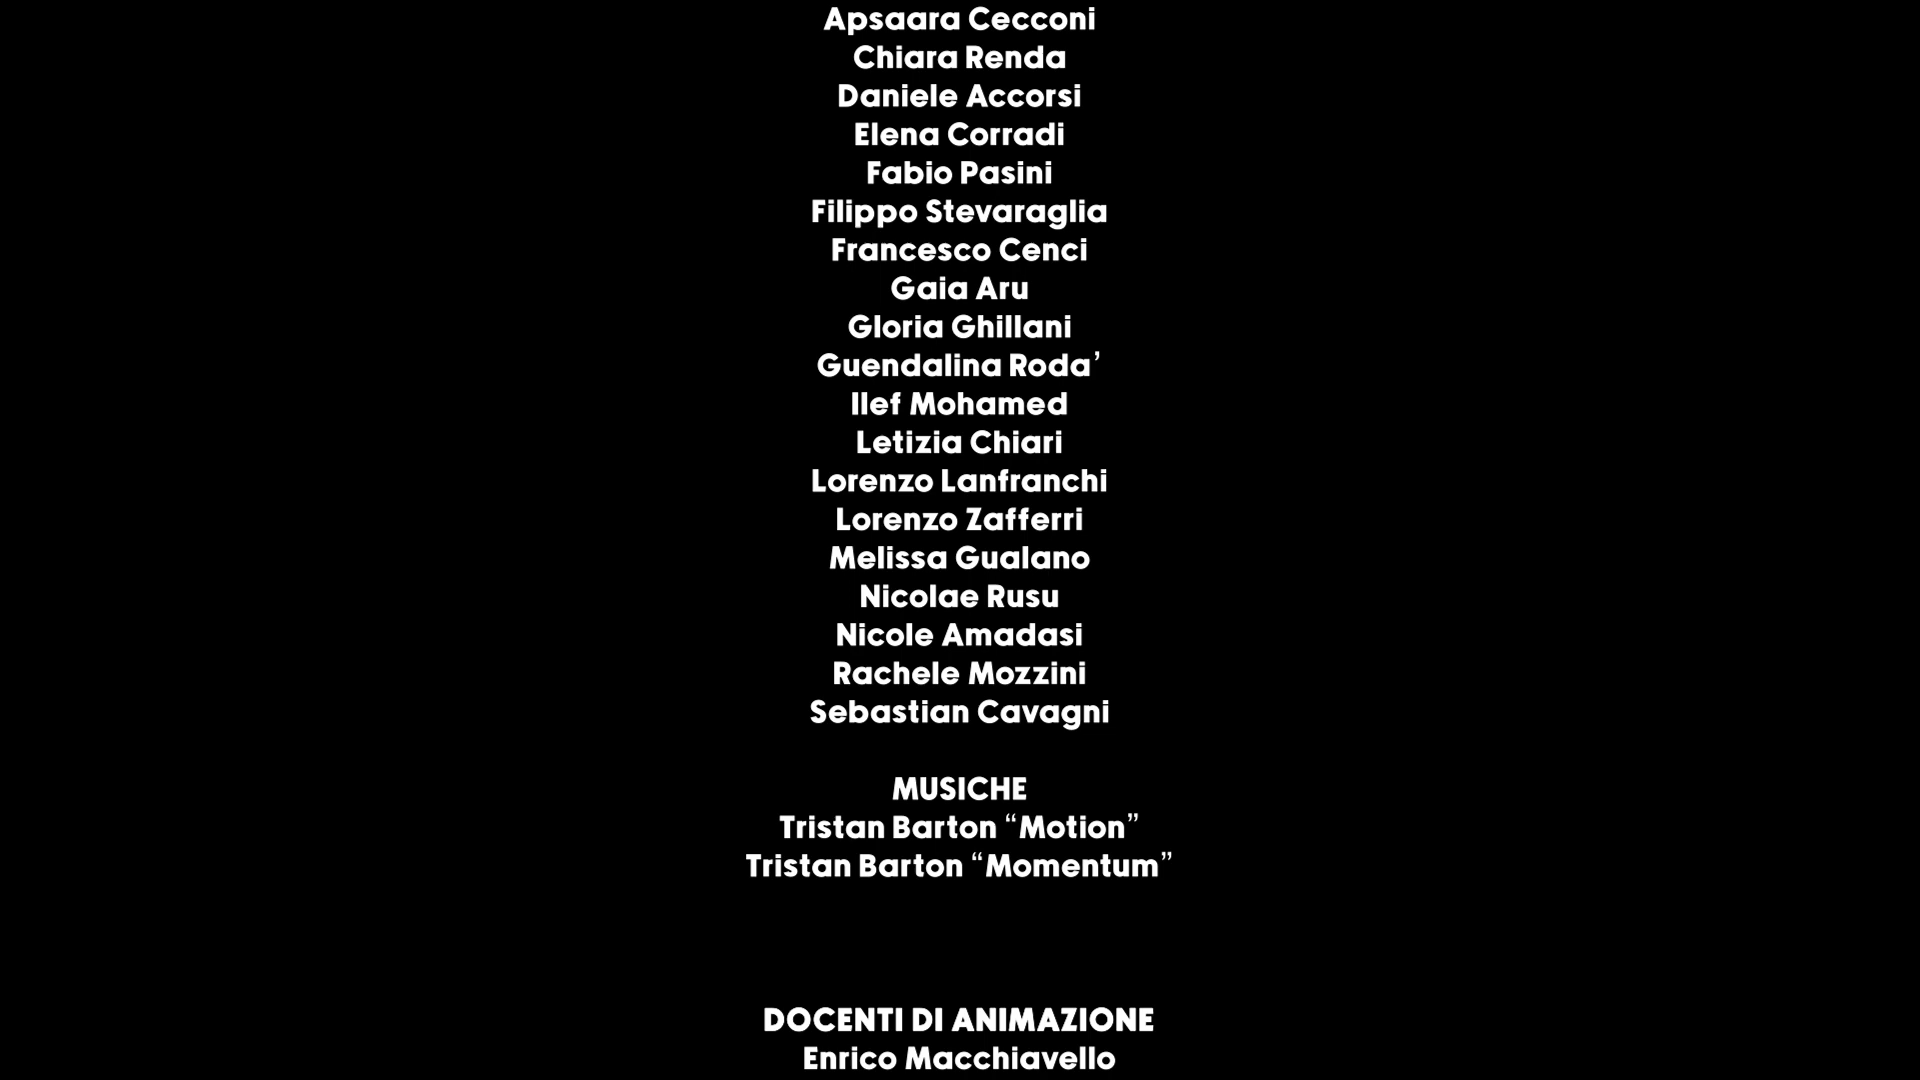 Apsaara Cecconi
Chiara Renda
Daniele Accorsi
Elena Corradi
Fabio Pasini
Filippo Stevaraglia
Francesco Cenci
Gaia Aru
Gloria Ghillani
Guendalina Roda’
Ilef Mohamed
Letizia Chiari
Lorenzo Lanfranchi
Lorenzo Zafferri
Melissa Gualano
Nicolae Rusu
Nicole Amadasi
Rachele Mozzini
Sebastian Cavagni
MUSICHE
Tristan Barton “Motion”
Tristan Barton “Momentum”
DOCENTI DI ANIMAZIONE
Enrico Macchiavello